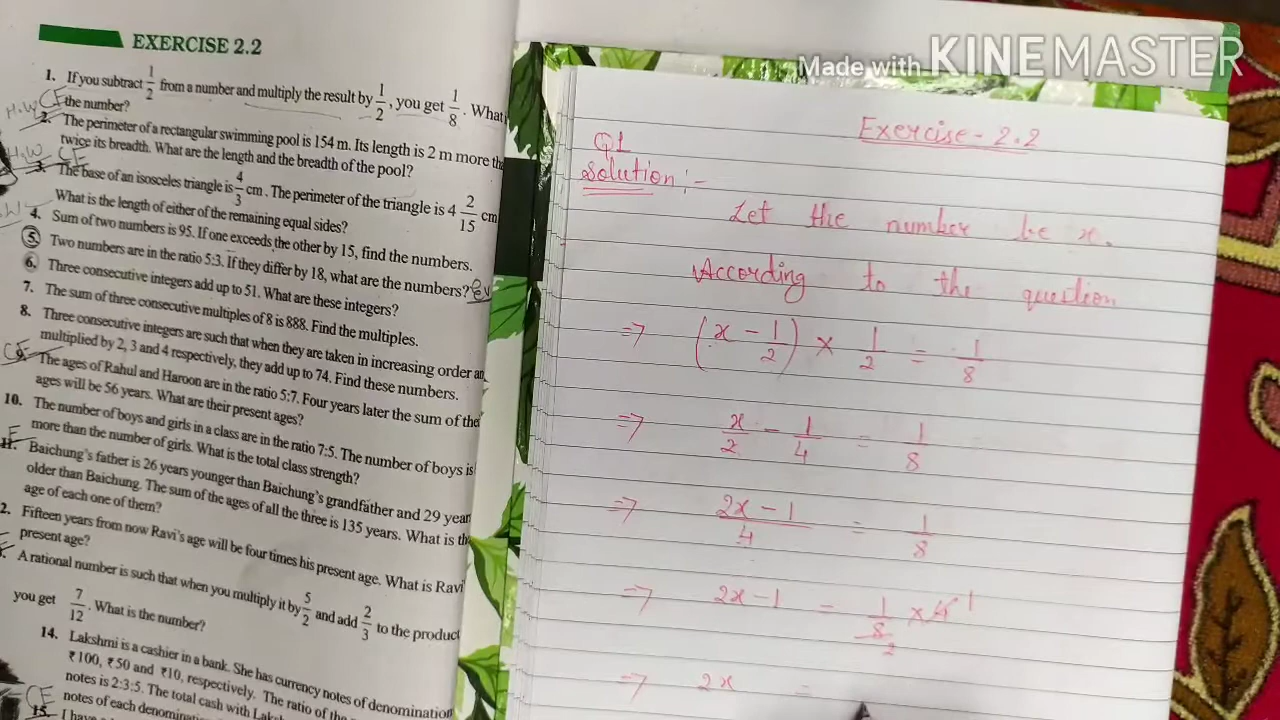 EXERCISE 2.2
1. If you subtract 1/2 from a number and multiply the result by 1/2, you get 1/8. What
the number?
2. The perimeter of a rectangular swimming pool is 154 m. Its length is 2 m more
twice its breadth. What are the length and the breadth of the pool?
3. The base of an isosceles triangle is 4/3 cm. The perimeter of the triangle is 4 2/15 cm
What is the length of either of the remaining equal sides?
4. Sum of two numbers is 95. If one exceeds the other by 15, find the numbers.
5. Two numbers are in the ratio 5:3. If they differ by 18, what are the numbers?
6. Three consecutive integers add up to 51. What are these integers?
7. The sum of three consecutive multiples of 8 is 888. Find the multiples.
8. Three consecutive integers are such that when they are taken in increasing order
multiplied by 2, 3 and 4 respectively, they add up to 74. Find these numbers.
The ages of Rahul and Haroon are in the ratio 5:7. Four years later the sum of
ages will be 56 years. What are their present ages?
10. The number of boys and girls in a class are in the ratio 7:5. The number of boys is
more than the number of girls. What is the total class strength?
11. Baichung's father is 26 years younger than Baichung's grandfather and 29 year
older than Baichung. The sum of the ages of all the three is 135 years. What is
age of each one of them?
2. Fifteen years from now Ravi's age will be four times his present age. What is Ravi
present age?
A rational number is such that when you multiply it by 5/2 and add 2/3 to the product
you get 7/12. What is the number?
14. Lakshmi is a cashier in a bank. She has currency notes of denomination
₹100, ₹50 and ₹10, respectively. The ratio of the
notes is 2:3:5. The total cash with
notes of each
15. I have
Made with KINEMASTER
Exercise - 2.2
Q1
Solution :-
Let the number be x.
According to the question
⇒ (x - 1/2) × 1/2 = 1/8
⇒ x/2 - 1/4 = 1/8
⇒ 2x - 1/4 = 1/8
⇒ 2x - 1 = 1/8 × 4 1
2
⇒ 2x =